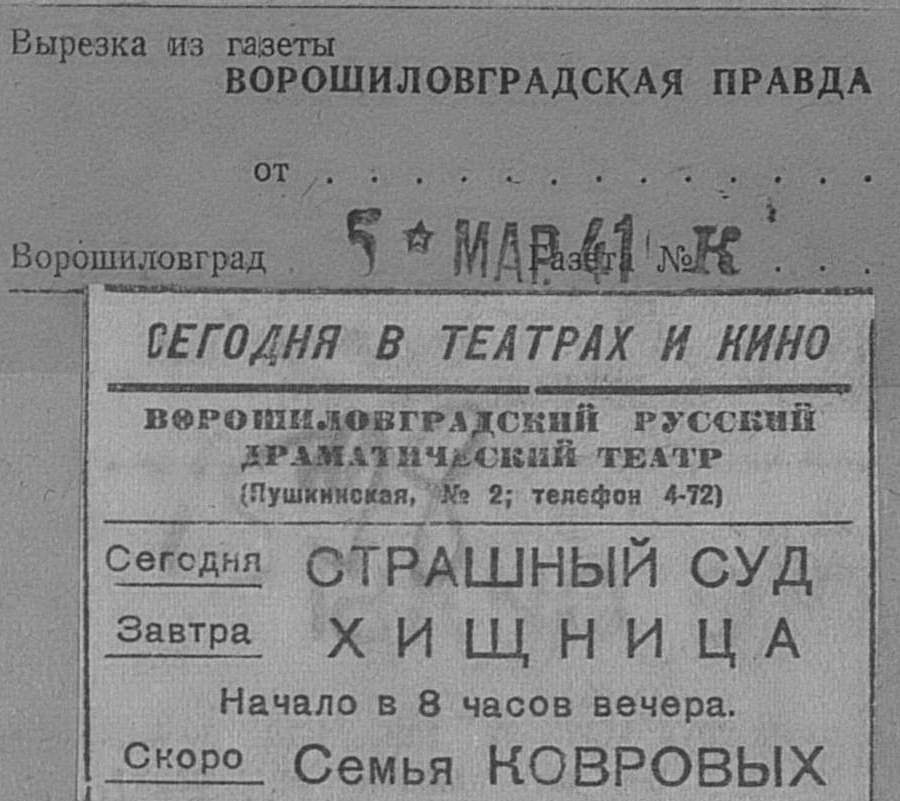 Вырезка из газеты
ВОРОШИЛОВГРАДСКАЯ ПРАВДА
от . . . . . . . . . . . . .
5 ☆ МАР. 41
Ворошиловград Газета № К . . .
СЕГОДНЯ В ТЕАТРАХ И КИНО
ВОРОШИЛОВГРАДСКИЙ РУССКИЙ
ДРАМАТИЧЕСКИЙ ТЕАТР
(Пушкинская, № 2; телефон 4-72)
Сегодня СТРАШНЫЙ СУД
Завтра ХИЩНИЦА
Начало в 8 часов вечера.
Скоро Семья КОВРОВЫХ